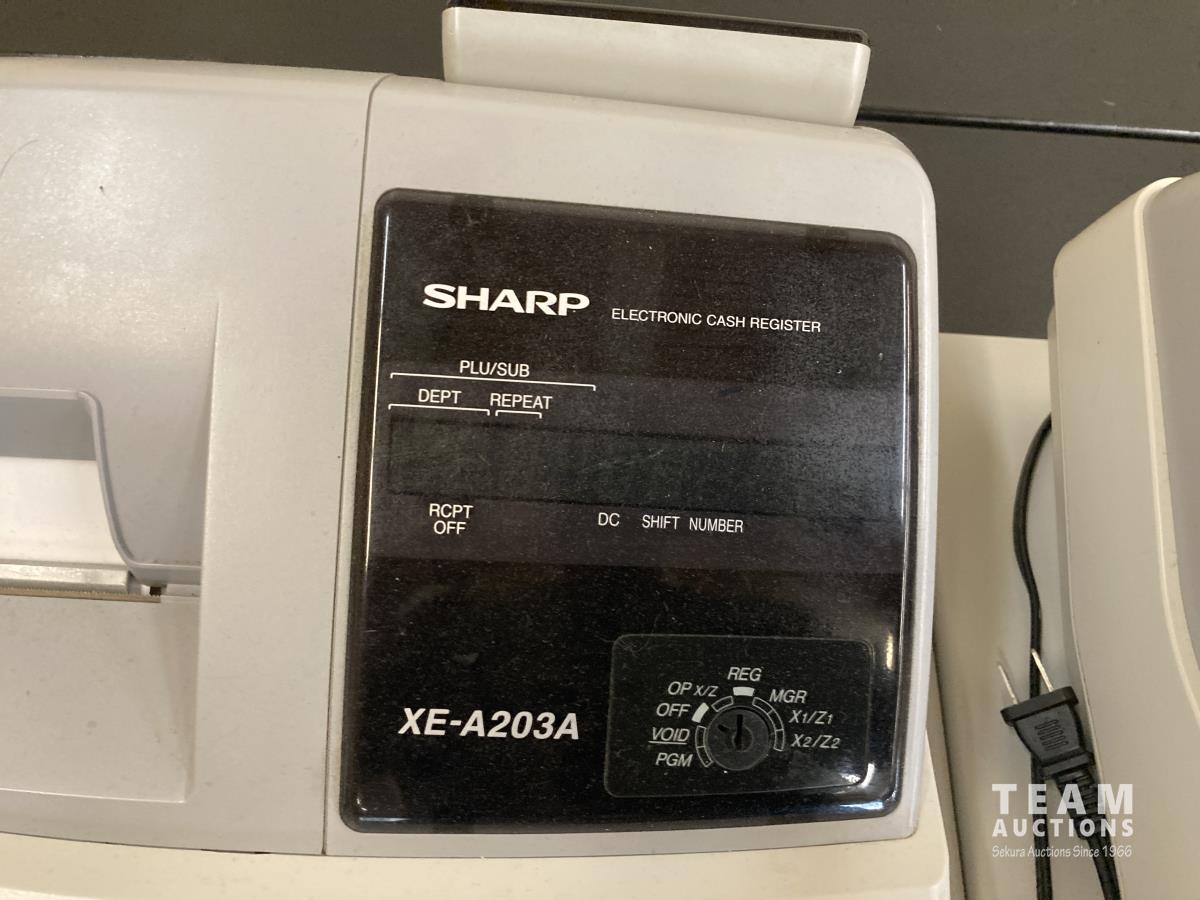 SHARP ELECTRONIC CASH REGISTER
PLU/SUB
DEPT REPEAT
RCPT
OFF
DC SHIFT NUMBER
XE-A203A
REG
OP X/Z MGR
OFF X1/Z1
VOID X2/Z2
PGM
TEAM
AUCTIONS
Sekura Auctions Since 1966